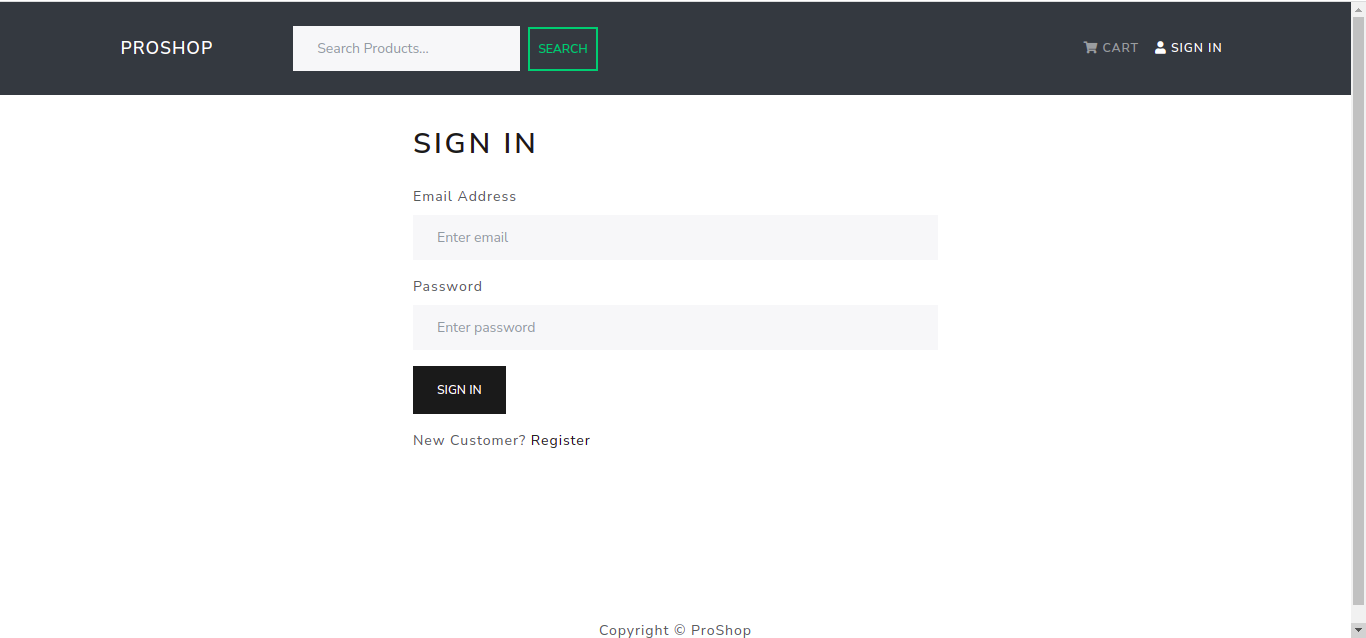 PROSHOP
Search Products...
SEARCH
CART
SIGN IN
SIGN IN
Email Address
Enter email
Password
Enter password
SIGN IN
New Customer? Register
Copyright © ProShop